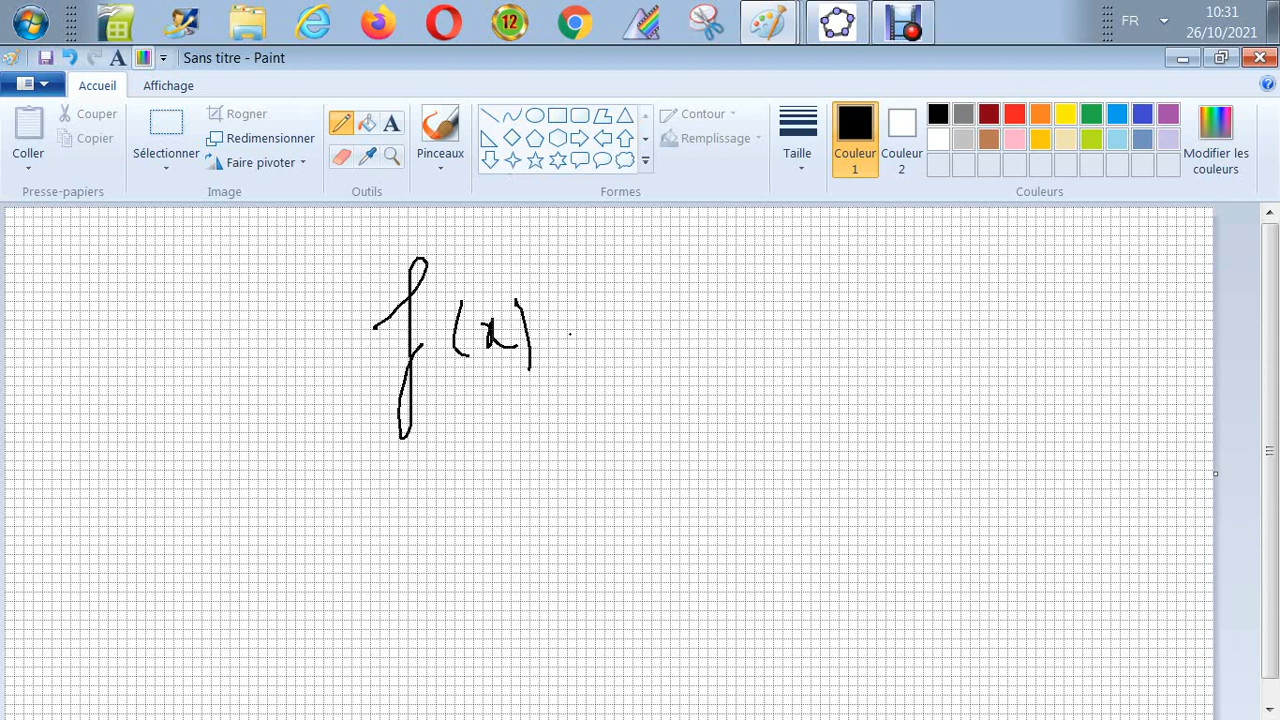 FR
10:31
26/10/2021
12
Sans titre - Paint
Accueil Affichage
Coller
Couper
Copier
Presse-papiers
Sélectionner
Rogner
Redimensionner
Faire pivoter
Image
A
Outils
Pinceaux
Formes
Contour
Remplissage
Taille
Couleur 1
Couleur 2
Modifier les couleurs
Couleurs
f(x)